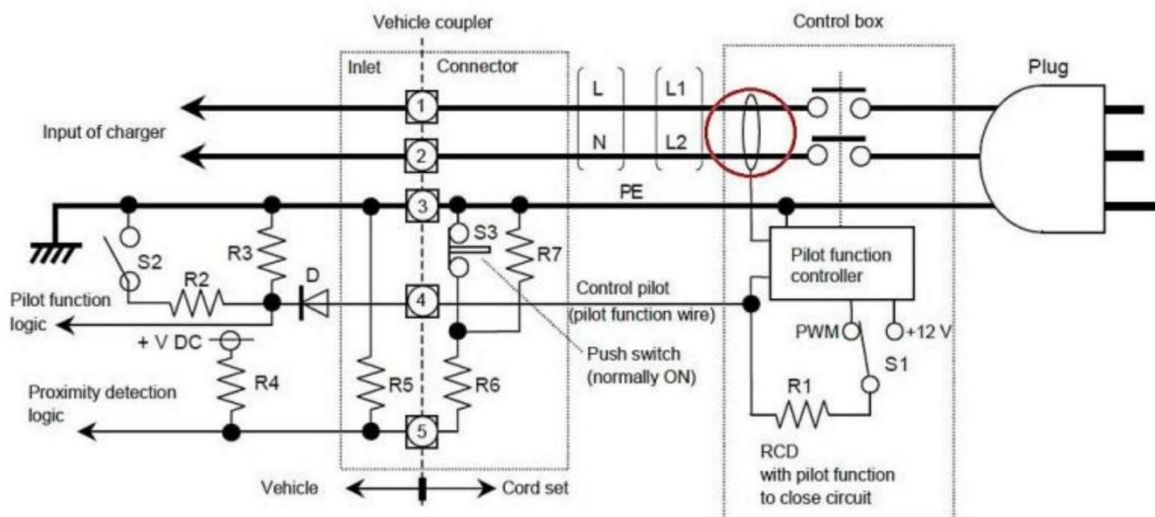 Vehicle coupler
Control box
Inlet
Connector
Plug
1
L
L1
Input of charger
2
N
L2
3
PE
S2
R3
S3
R7
Pilot function
controller
R2
D
4
Control pilot
(pilot function wire)
Pilot function
logic
+ V DC
PWM
+12 V
S1
Push switch
(normally ON)
R4
R5
R6
R1
Proximity detection
logic
5
RCD
with pilot function
to close circuit
Vehicle
Cord set